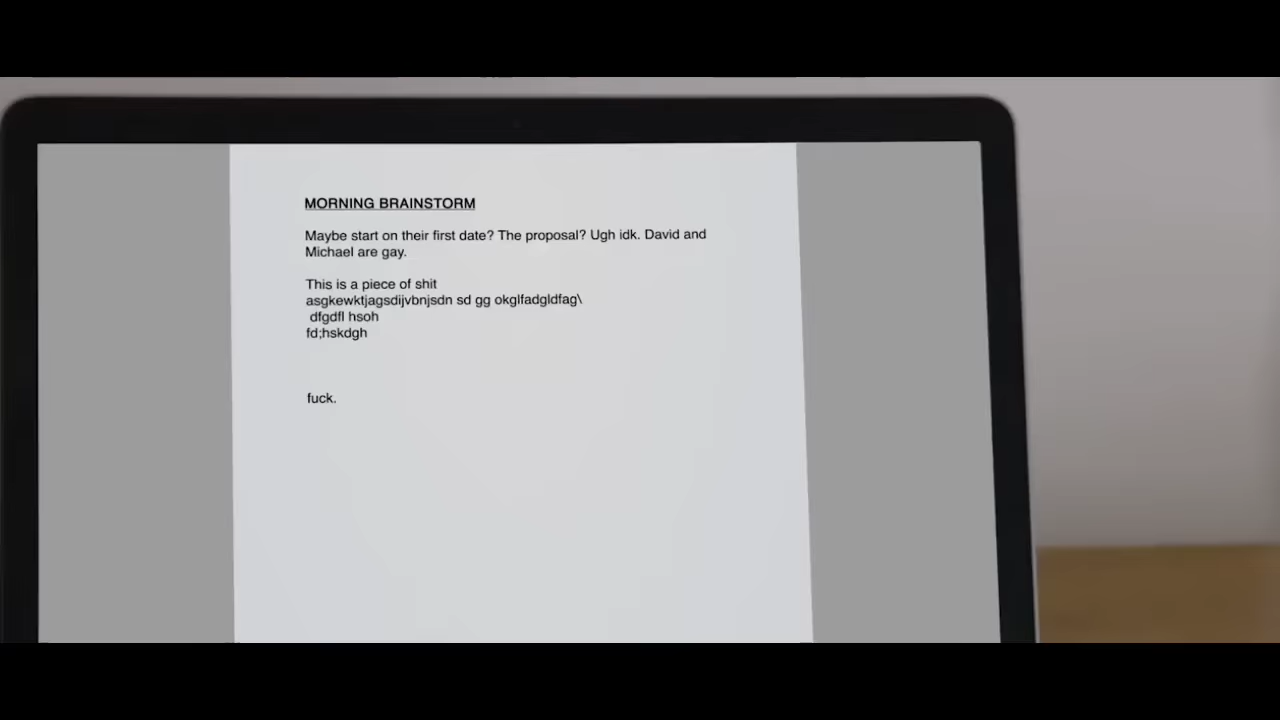 MORNING BRAINSTORM
Maybe start on their first date? The proposal? Ugh idk. David and
Michael are gay.
This is a piece of shit
asgkewktjagsdijvbnjsdn sd gg okglfadgldfag\
dfgdfl hsoh
fd;hskdgh
fuck.